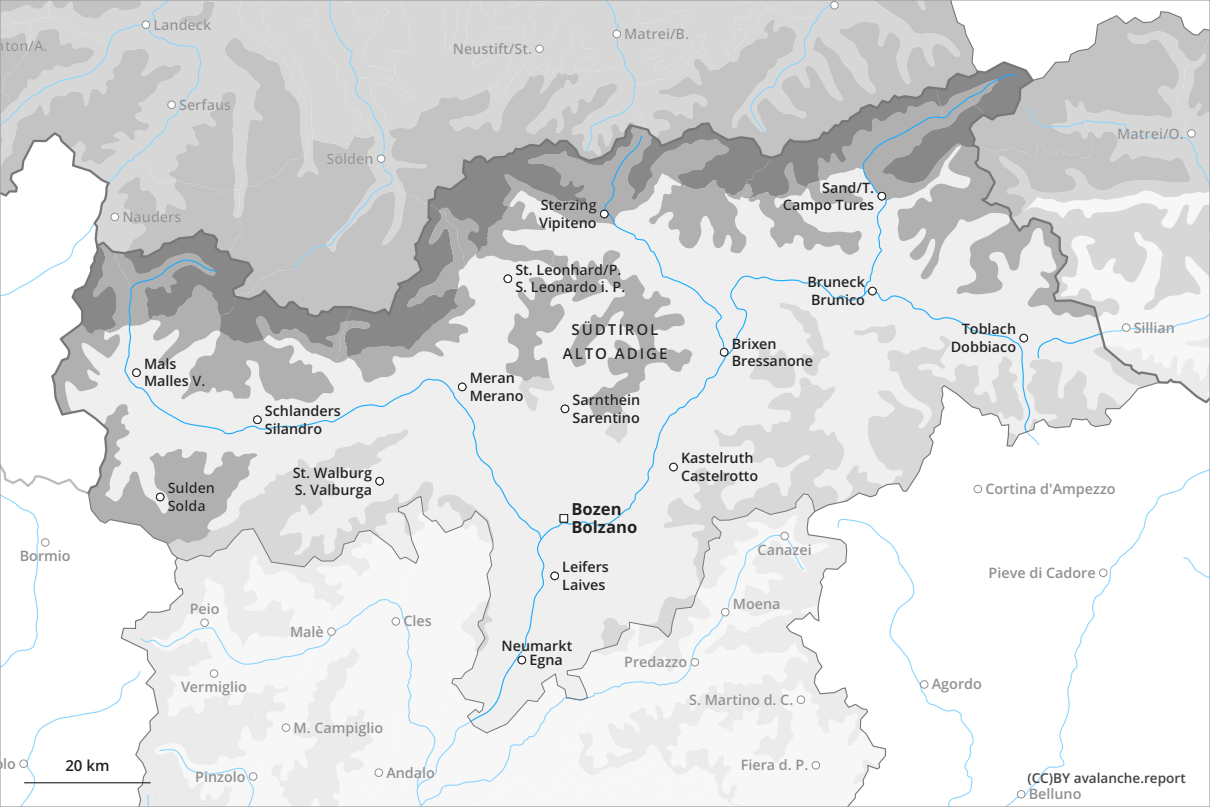 Landeck
Matrei/B.
nton/A.
Neustift/St.
Serfaus
Matrei/O.
Sölden
Nauders
Sand/T.
Campo Tures
Sterzing
Vipiteno
St. Leonhard/P.
S. Leonardo i. P.
Bruneck
Brunico
SÜDTIROL
ALTO ADIGE
Toblach
Dobbiaco
Sillian
Brixen
Bressanone
Mals
Malles V.
Meran
Merano
Sarnthein
Sarentino
Schlanders
Silandro
Kastelruth
Castelrotto
St. Walburg
S. Valburga
Sulden
Solda
Cortina d'Ampezzo
Bozen
Bolzano
Bormio
Canazei
Leifers
Laives
Pieve di Cadore
Peio
Moena
Malè
Cles
Neumarkt
Egna
Predazzo
Vermiglio
Agordo
S. Martino d. C.
M. Campiglio
olo
20 km
Pinzolo
Andalo
Fiera d. P.
(CC)BY avalanche.report
Belluno